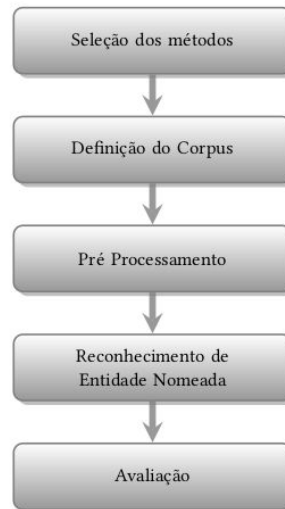 Seleção dos métodos
Definição do Corpus
Pré Processamento
Reconhecimento de
Entidade Nomeada
Avaliação